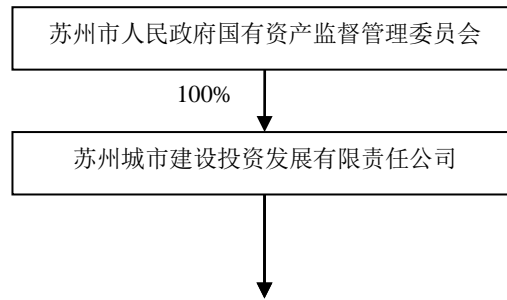 苏州市人民政府国有资产监督管理委员会
100%
苏州城市建设投资发展有限责任公司